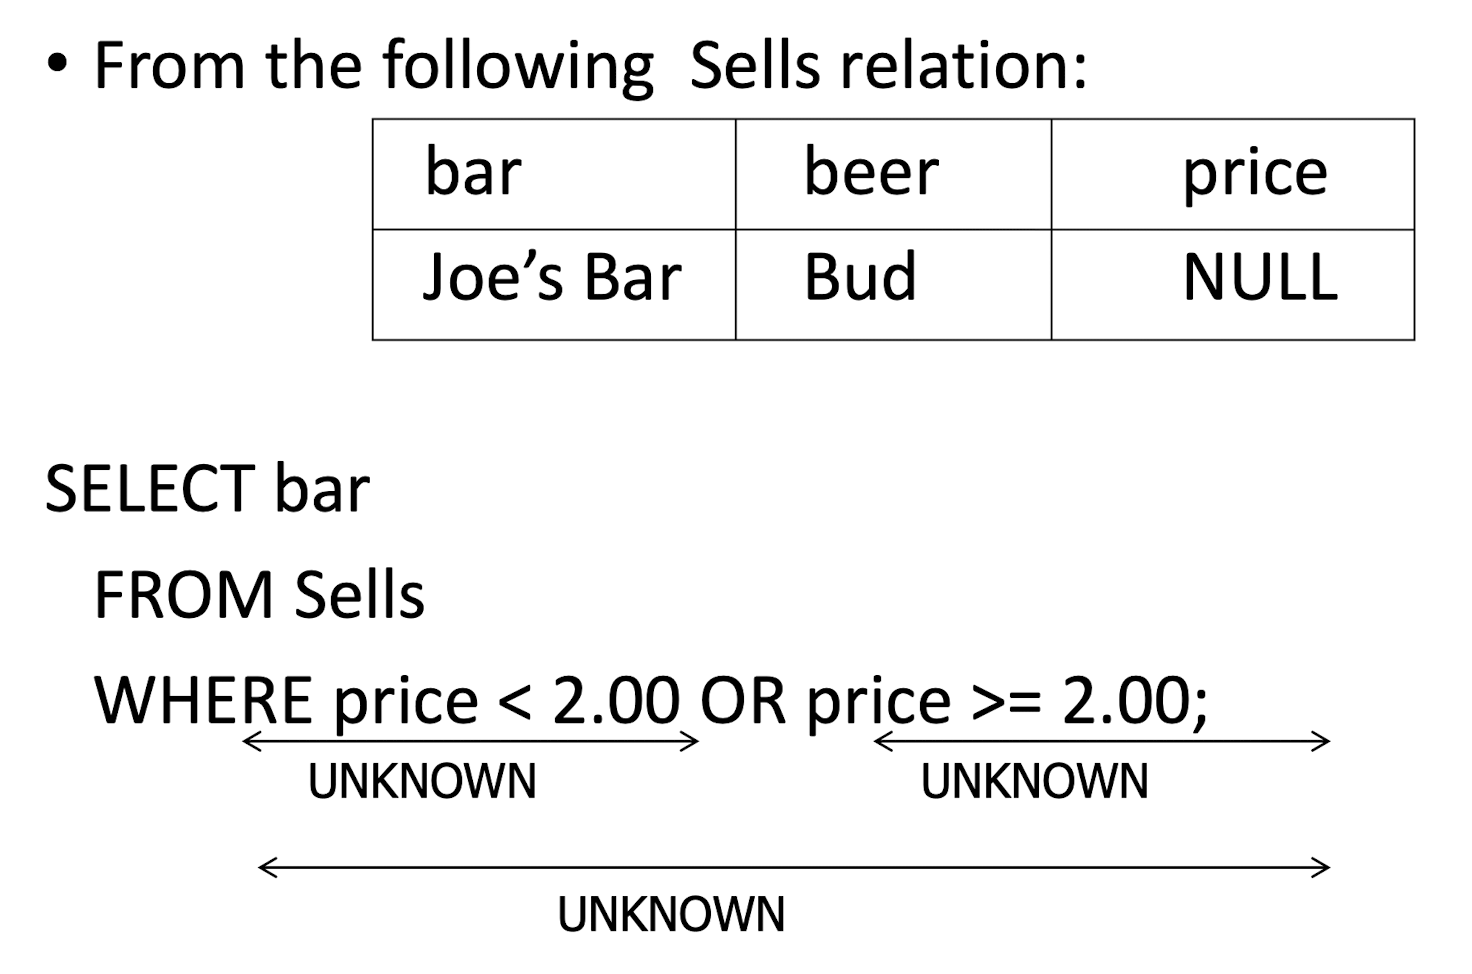 • From the following Sells relation:
bar beer price
Joe’s Bar Bud NULL
SELECT bar
FROM Sells
WHERE price < 2.00 OR price >= 2.00;
UNKNOWN UNKNOWN
UNKNOWN